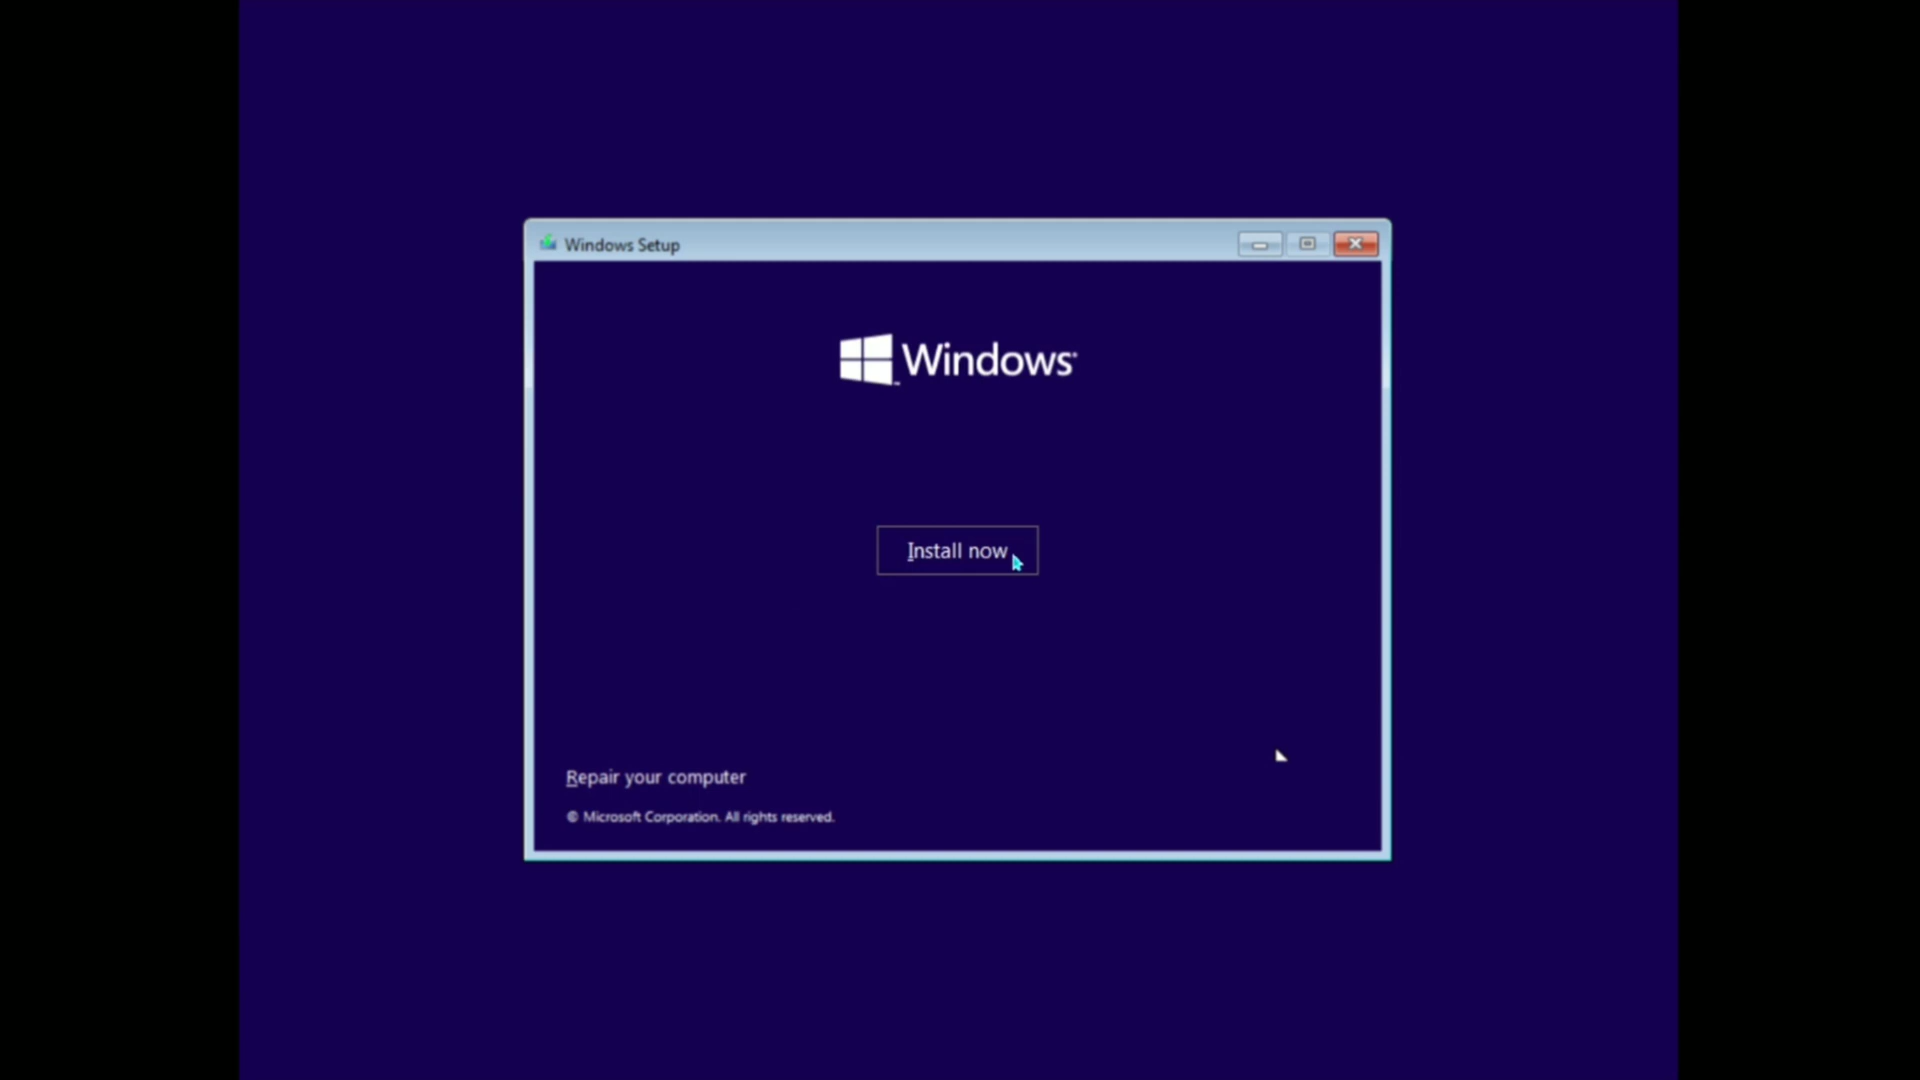 Windows Setup
Windows
Install now
Repair your computer
© Microsoft Corporation. All rights reserved.